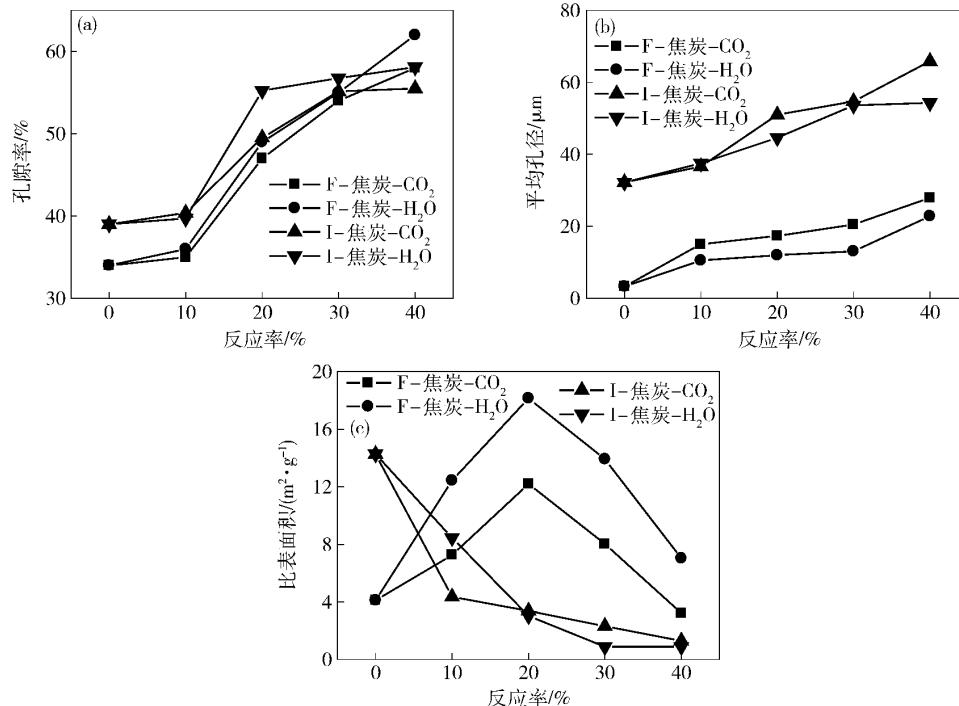 (a)
60
50
40
30
孔隙率/%
F-焦炭-CO₂
F-焦炭-H₂O
I-焦炭-CO₂
I-焦炭-H₂O
0 10 20 30 40
反应率/%
(b)
80
60
40
20
0
平均孔径/μm
F-焦炭-CO₂
F-焦炭-H₂O
I-焦炭-CO₂
I-焦炭-H₂O
0 10 20 30 40
反应率/%
(c)
20
16
12
8
4
0
比表面积/(m²·g⁻¹)
F-焦炭-CO₂
F-焦炭-H₂O
I-焦炭-CO₂
I-焦炭-H₂O
0 10 20 30 40
反应率/%